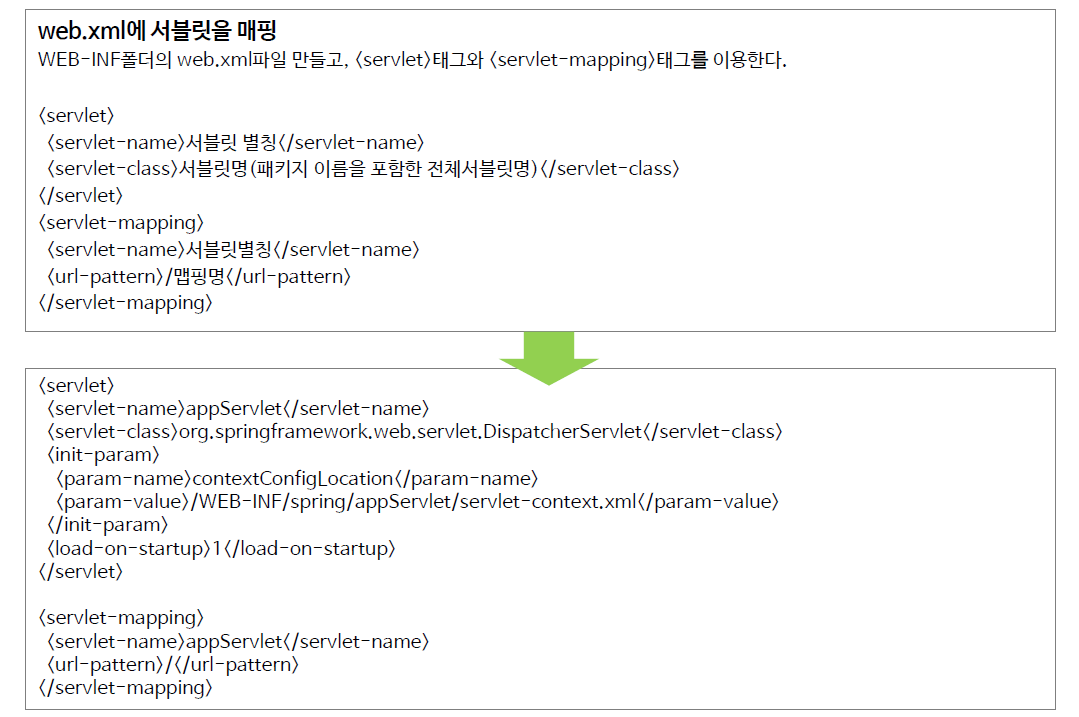 web.xml에 서블릿을 매핑
WEB-INF폴더의 web.xml파일 만들고, 〈servlet〉태그와 〈servlet-mapping〉태그를 이용한다.
〈servlet〉
〈servlet-name〉서블릿 별칭〈/servlet-name〉
〈servlet-class〉서블릿명(패키지 이름을 포함한 전체서블릿명)〈/servlet-class〉
〈/servlet〉
〈servlet-mapping〉
〈servlet-name〉서블릿별칭〈/servlet-name〉
〈url-pattern〉/맵핑명〈/url-pattern〉
〈/servlet-mapping〉
〈servlet〉
〈servlet-name〉appServlet〈/servlet-name〉
〈servlet-class〉org.springframework.web.servlet.DispatcherServlet〈/servlet-class〉
〈init-param〉
〈param-name〉contextConfigLocation〈/param-name〉
〈param-value〉/WEB-INF/spring/appServlet/servlet-context.xml〈/param-value〉
〈/init-param〉
〈load-on-startup〉1〈/load-on-startup〉
〈/servlet〉
〈servlet-mapping〉
〈servlet-name〉appServlet〈/servlet-name〉
〈url-pattern〉/〈/url-pattern〉
〈/servlet-mapping〉